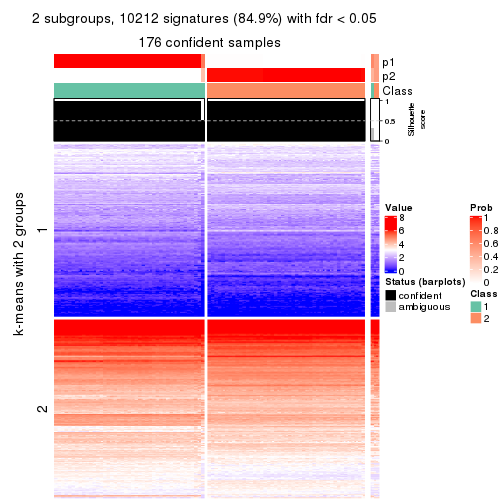 2 subgroups, 10212 signatures (84.9%) with fdr < 0.05
176 confident samples
p1
p2
Class
1
0.5
0
Silhouette
score
k-means with 2 groups
1
2
Value
8
6
4
2
0
Prob
1
0.8
0.6
0.4
0.2
0
Status (barplots)
confident
ambiguous
Class
1
2